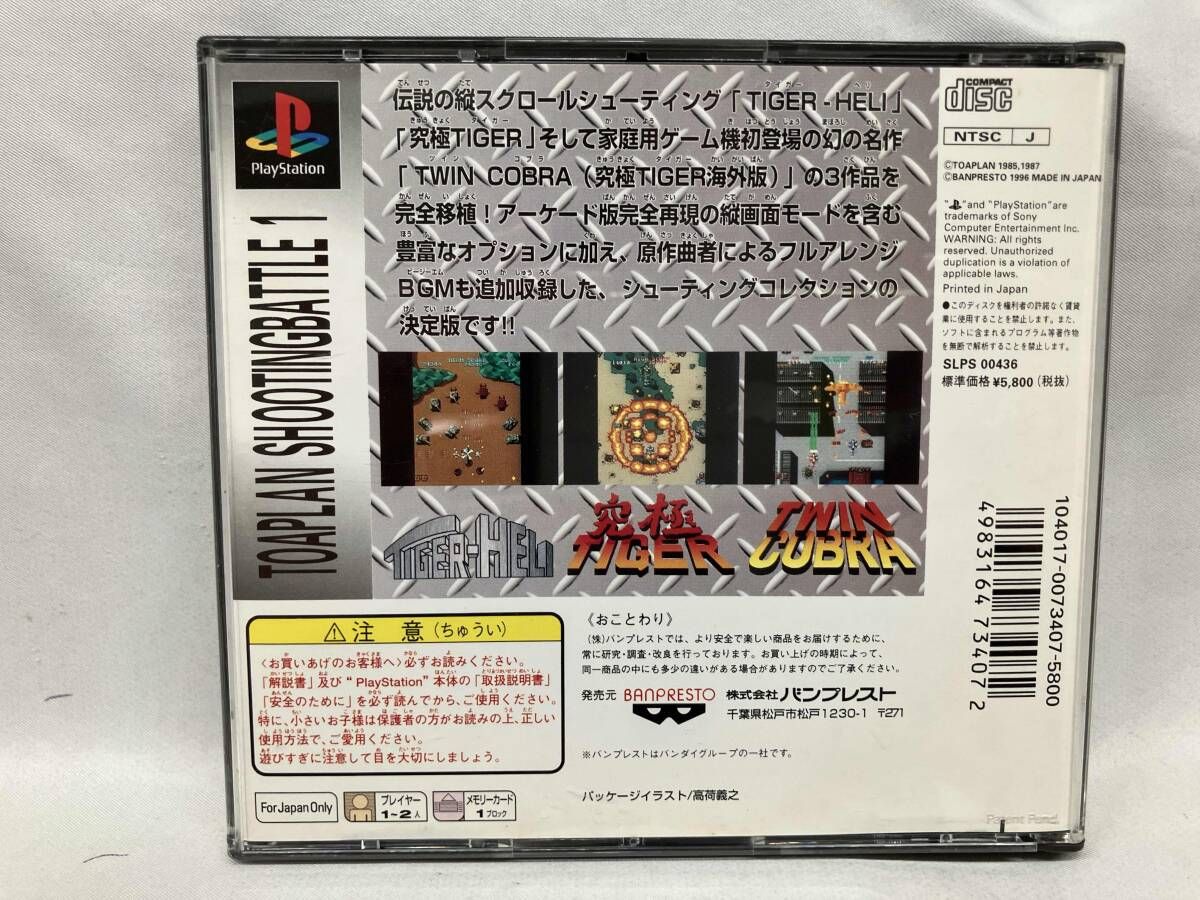 PlayStation
TOAPLAN SHOOTINGBATTLE 1
伝説の縦スクロールシューティング「TIGER-HELI」
「究極TIGER」そして家庭用ゲーム機初登場の幻の名作
「TWIN COBRA（究極TIGER海外版）」の3作品を
完全移植！アーケード版完全再現の縦画面モードを含む
豊富なオプションに加え、原作曲者によるフルアレンジ
BGMも追加収録した、シューティングコレクションの
決定版です!!
TIGER-HELI
究極
TIGER
TWIN
COBRA
COMPACT
disc
NTSC J
©TOAPLAN 1985,1987
©BANPRESTO 1996 MADE IN JAPAN
" "and "PlayStation"are
trademarks of Sony
Computer Entertainment Inc.
WARNING: All rights
reserved. Unauthorized
duplication is a violation of
applicable laws.
Printed in Japan
●このディスクを権利者の許諾なく賃貸
業に使用することを禁止します。また、
ソフトに含まれるプログラム等著作物
を無断で解析することを禁止します。
SLPS 00436
標準価格 ¥5,800(税抜)
104017-0073407-5800
4983164734072
⚠注意(ちゅうい)
〈お買いあげのお客様へ〉必ずお読みください。
「解説書」及び"PlayStation"本体の「取扱説明書」
「安全のために」を必ず読んでから、ご使用ください。
特に、小さいお子様は保護者の方がお読みの上、正しい
使用方法で、ご愛用ください。
遊びすぎに注意して目を大切にしましょう。
For Japan Only
プレイヤー
1~2人
メモリーカード
1ブロック
《おことわり》
(株)バンプレストでは、より安全で楽しい商品をお届けするために、
常に研究・調査・改良を行っております。お買い上げの時期によって、
同一商品の中にも多少の違いがある場合がありますのでご了承ください。
発売元 BANPRESTO 株式会社 バンプレスト
千葉県松戸市松戸1230-1 〒271
※バンプレストはバンダイグループの一社です。
パッケージイラスト/高荷義之
Patent Pend.